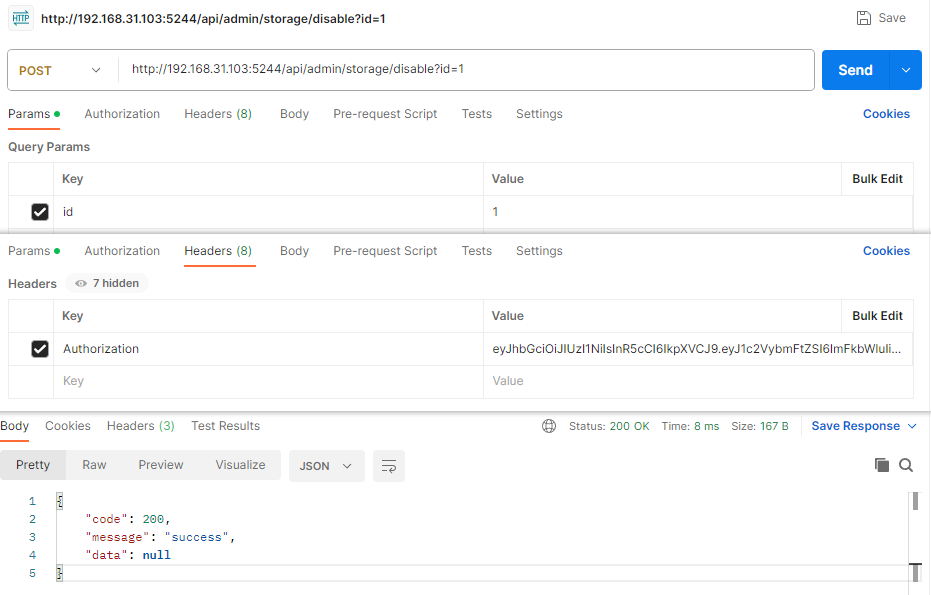 HTTP http://192.168.31.103:5244/api/admin/storage/disable?id=1 Save
POST http://192.168.31.103:5244/api/admin/storage/disable?id=1 Send
Params Authorization Headers (8) Body Pre-request Script Tests Settings Cookies
Query Params
Key Value Bulk Edit
id 1
Params Authorization Headers (8) Body Pre-request Script Tests Settings Cookies
Headers 7 hidden
Key Value Bulk Edit
Authorization eyJhbGciOiJIUzI1NiIsInR5cCI6IkpXVCJ9.eyJ1c2VybmFtZSI6ImFkbWluIi...
Key Value
Body Cookies Headers (3) Test Results Status: 200 OK Time: 8 ms Size: 167 B Save Response
Pretty Raw Preview Visualize JSON
1 {
2 "code": 200,
3 "message": "success",
4 "data": null
5 }